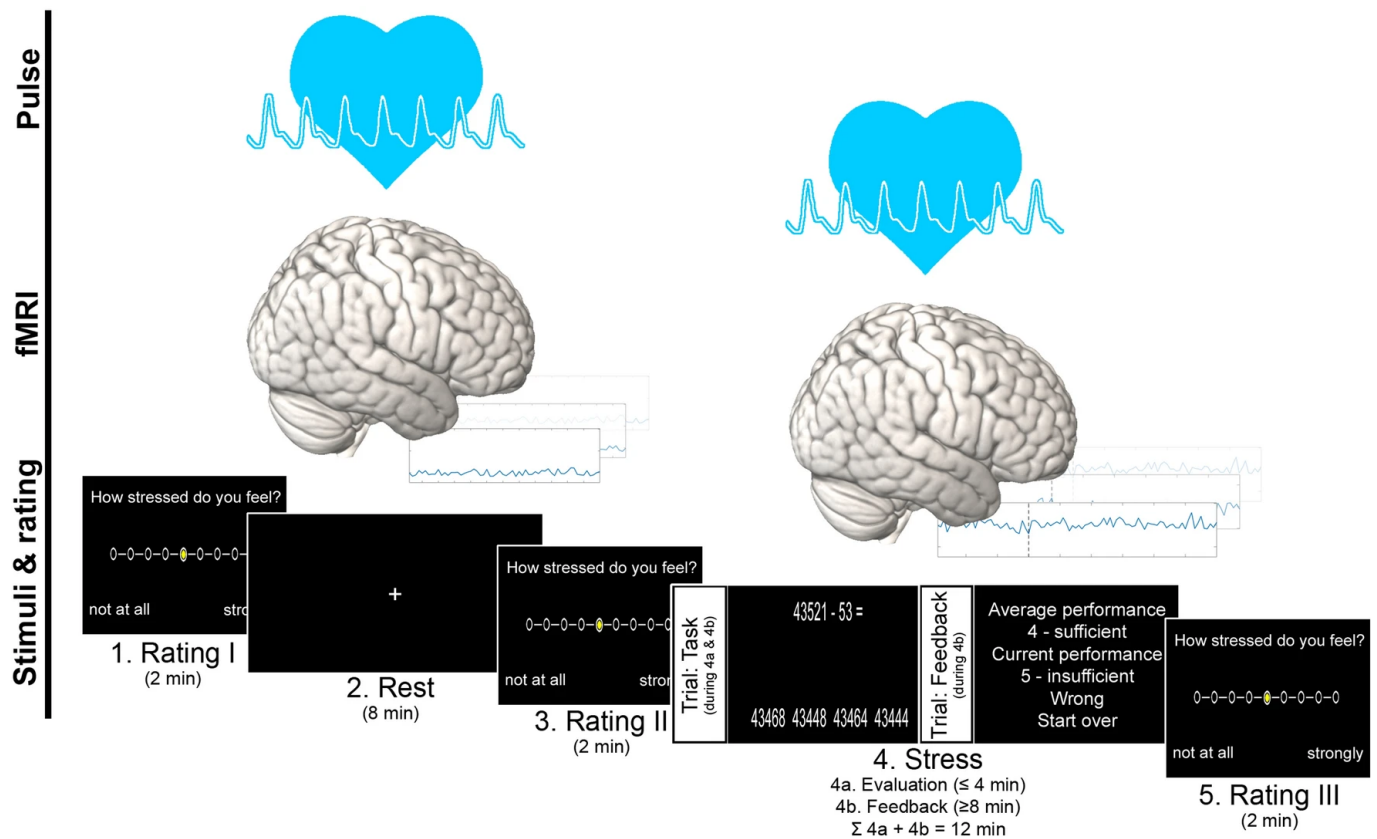 Pulse
fMRI
Stimuli & rating
How stressed do you feel?
not at all stro
1. Rating I
(2 min)
+
2. Rest
(8 min)
How stressed do you feel?
not at all stron
3. Rating II
(2 min)
Trial: Task
(during 4a & 4b)
43521 - 53 =
43468 43448 43464 43444
Trial: Feedback
(during 4b)
Average performance
4 - sufficient
Current performance
5 - insufficient
Wrong
Start over
4. Stress
4a. Evaluation (≤ 4 min)
4b. Feedback (≥8 min)
Σ 4a + 4b = 12 min
How stressed do you feel?
not at all strongly
5. Rating III
(2 min)